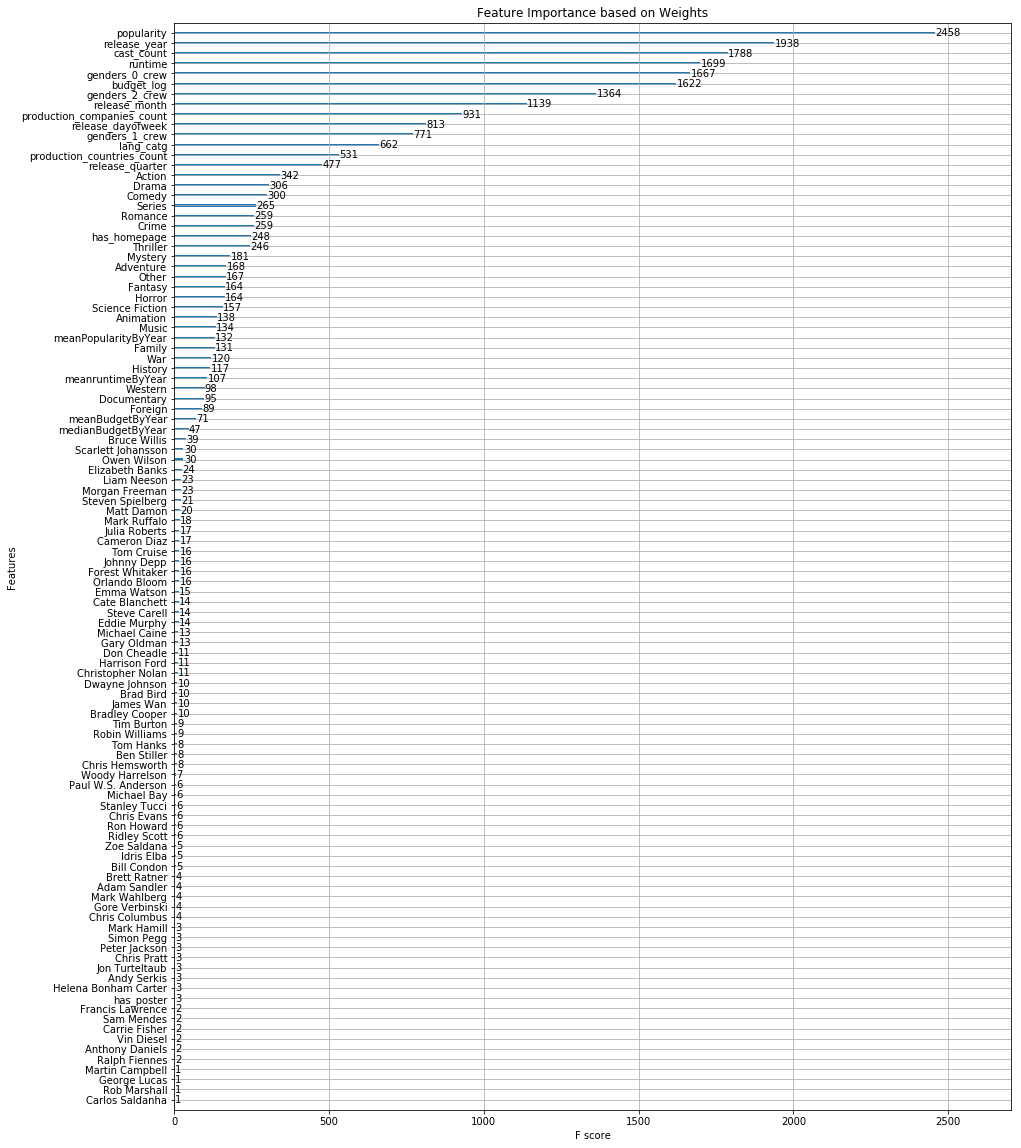 Feature Importance based on Weights
popularity 2458
release_year 1938
cast_count 1788
runtime 1699
genders_0_crew 1667
budget_log 1622
genders_2_crew 1364
release_month 1139
production_companies_count 931
release_dayofweek 813
genders_1_crew 771
lang_catg 662
production_countries_count 531
release_quarter 477
Action 342
Drama 306
Comedy 300
Series 265
Romance 259
Crime 259
has_homepage 248
Thriller 246
Mystery 181
Adventure 168
Other 167
Fantasy 164
Horror 164
Science Fiction 157
Animation 138
Music 134
meanPopularityByYear 132
Family 131
War 120
History 117
meanruntimeByYear 107
Western 98
Documentary 95
Foreign 89
meanBudgetByYear 71
medianBudgetByYear 47
Bruce Willis 39
Scarlett Johansson 30
Owen Wilson 30
Elizabeth Banks 24
Liam Neeson 23
Morgan Freeman 23
Steven Spielberg 21
Matt Damon 20
Mark Ruffalo 18
Julia Roberts 17
Cameron Diaz 17
Tom Cruise 16
Johnny Depp 16
Forest Whitaker 16
Orlando Bloom 16
Emma Watson 15
Cate Blanchett 14
Steve Carell 14
Eddie Murphy 14
Michael Caine 13
Gary Oldman 13
Don Cheadle 11
Harrison Ford 11
Christopher Nolan 11
Dwayne Johnson 10
Brad Bird 10
James Wan 10
Bradley Cooper 10
Tim Burton 9
Robin Williams 9
Tom Hanks 8
Ben Stiller 8
Chris Hemsworth 8
Woody Harrelson 7
Paul W.S. Anderson 6
Michael Bay 6
Stanley Tucci 6
Chris Evans 6
Ron Howard 6
Ridley Scott 6
Zoe Saldana 5
Idris Elba 5
Bill Condon 5
Brett Ratner 4
Adam Sandler 4
Mark Wahlberg 4
Gore Verbinski 4
Chris Columbus 4
Mark Hamill 3
Simon Pegg 3
Peter Jackson 3
Chris Pratt 3
Jon Turteltaub 3
Andy Serkis 3
Helena Bonham Carter 3
has_poster 3
Francis Lawrence 2
Sam Mendes 2
Carrie Fisher 2
Vin Diesel 2
Anthony Daniels 2
Ralph Fiennes 2
Martin Campbell 1
George Lucas 1
Rob Marshall 1
Carlos Saldanha 1
Features
0 500 1000 1500 2000 2500
F score